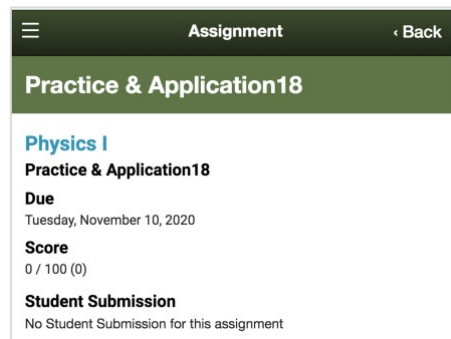 Assignment
‹ Back
Practice & Application18
Physics I
Practice & Application18
Due
Tuesday, November 10, 2020
Score
0 / 100 (0)
Student Submission
No Student Submission for this assignment